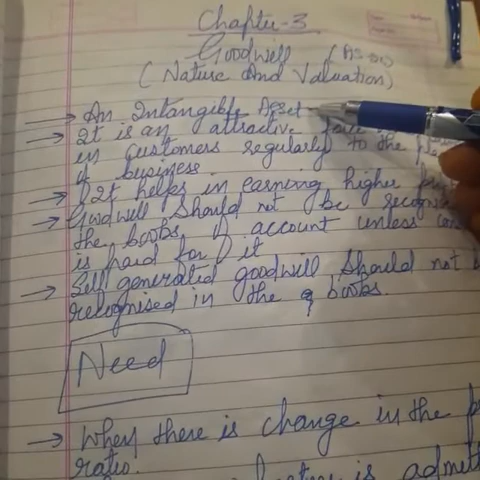 Chapter-3
Goodwill
(Nature And Valuation)
→ An Intangible Asset
→ It is an attractive
in customers regularly to the
of business
→ It helps in earning higher
→ Goodwill Should not be
the books of account unless
is paid for it
→ Self generated goodwill should not
recognised in the books.
Need
→ When there is change in the
ratio.
is